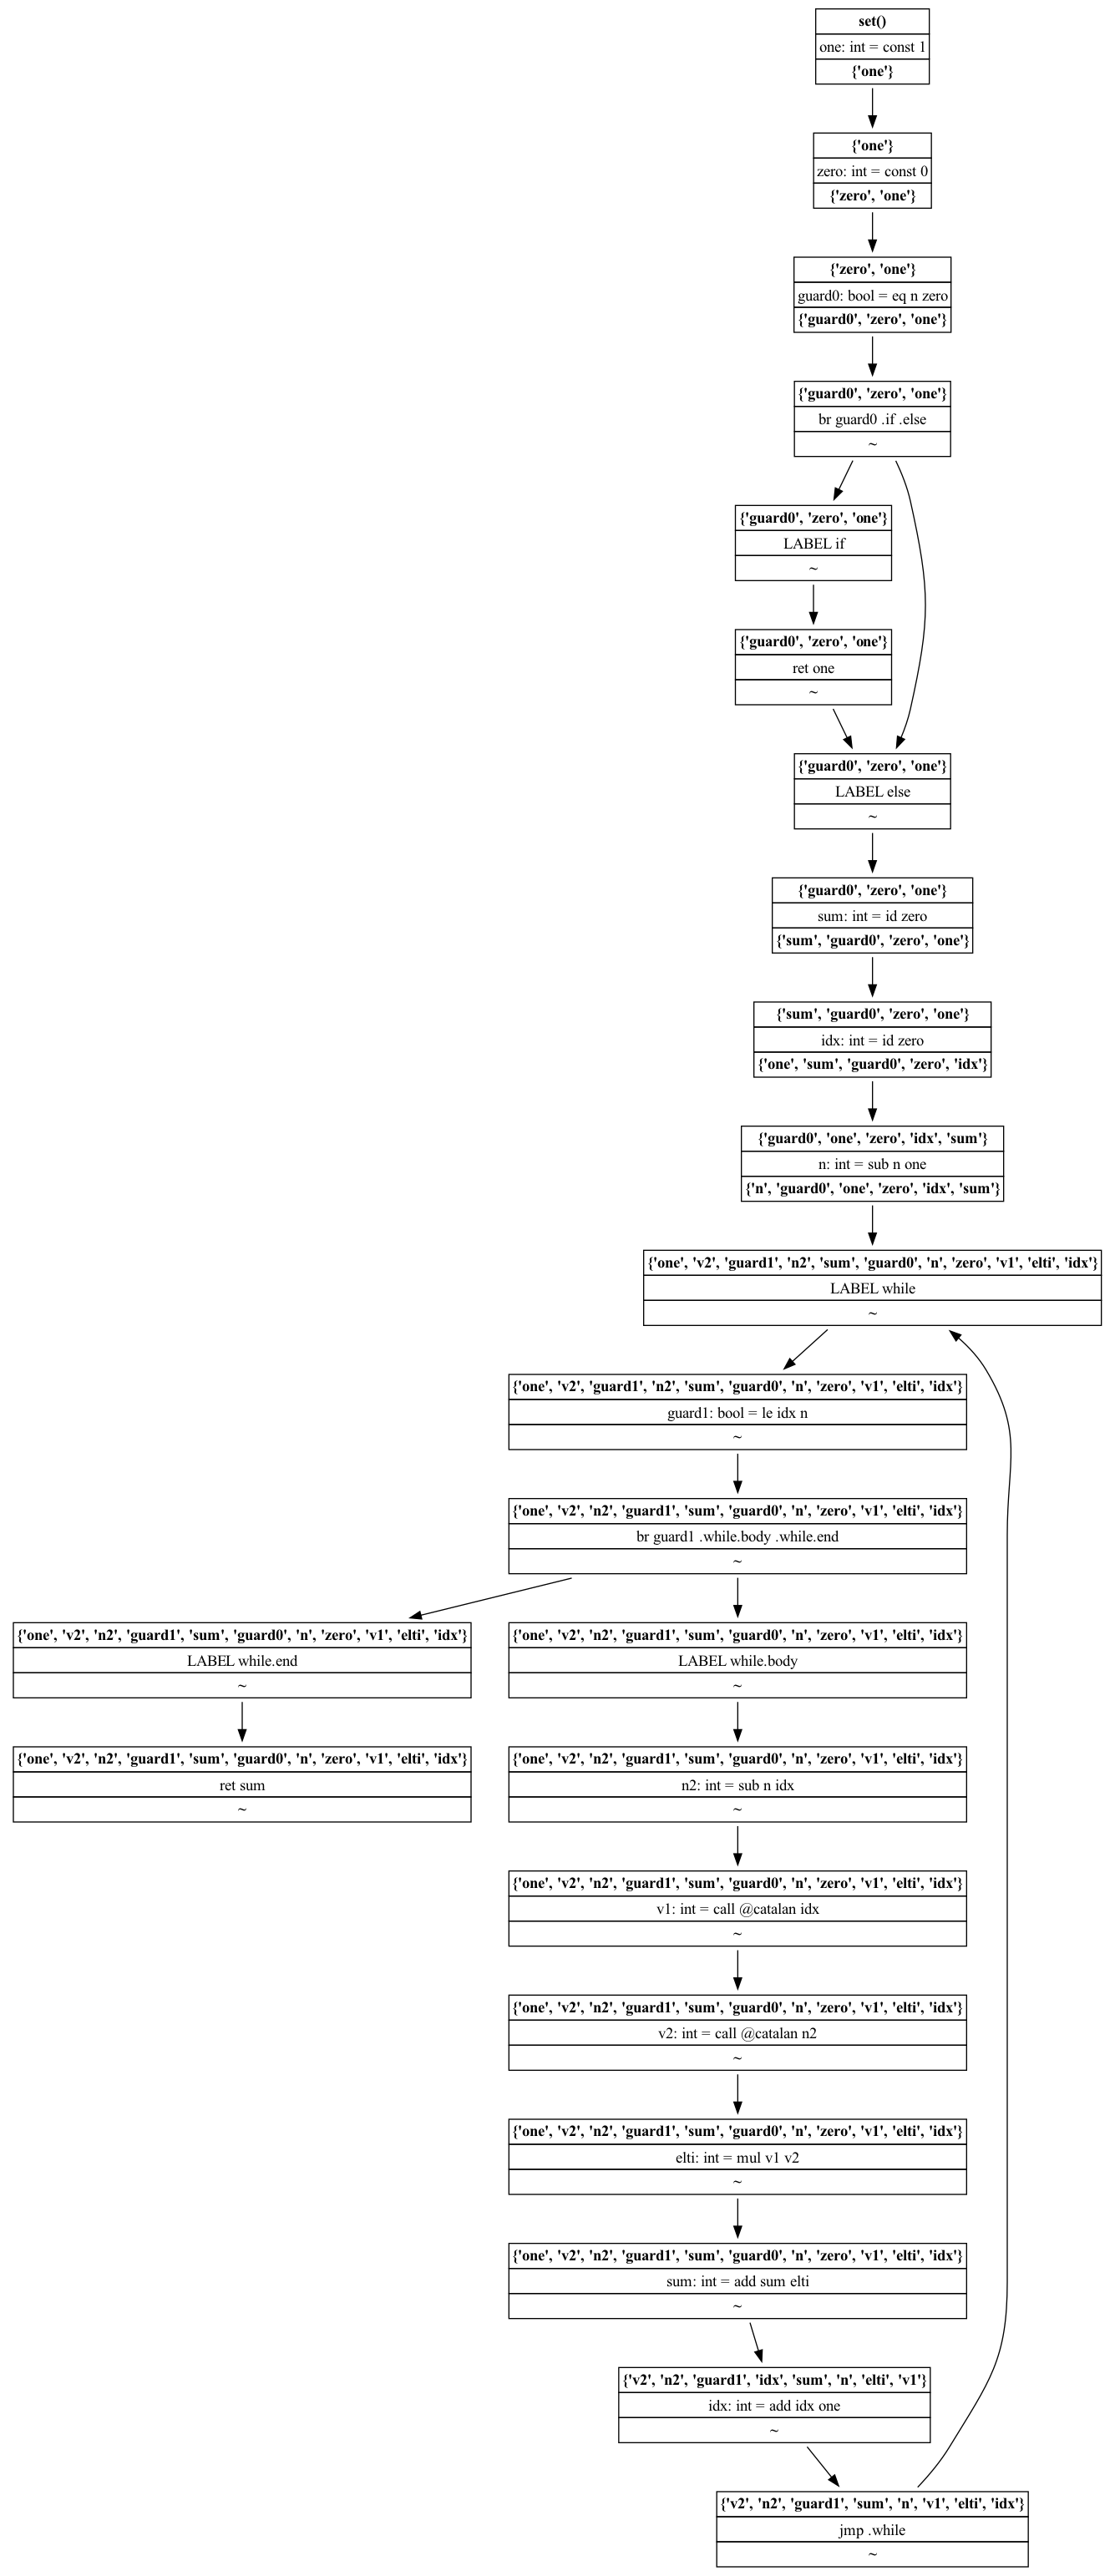 set()
one: int = const 1
{'one'}
{'one'}
zero: int = const 0
{'zero', 'one'}
{'zero', 'one'}
guard0: bool = eq n zero
{'guard0', 'zero', 'one'}
{'guard0', 'zero', 'one'}
br guard0 .if .else
~
{'guard0', 'zero', 'one'}
LABEL if
~
{'guard0', 'zero', 'one'}
ret one
~
{'guard0', 'zero', 'one'}
LABEL else
~
{'guard0', 'zero', 'one'}
sum: int = id zero
{'sum', 'guard0', 'zero', 'one'}
{'sum', 'guard0', 'zero', 'one'}
idx: int = id zero
{'one', 'sum', 'guard0', 'zero', 'idx'}
{'guard0', 'one', 'zero', 'idx', 'sum'}
n: int = sub n one
{'n', 'guard0', 'one', 'zero', 'idx', 'sum'}
{'one', 'v2', 'guard1', 'n2', 'sum', 'guard0', 'n', 'zero', 'v1', 'elti', 'idx'}
LABEL while
~
{'one', 'v2', 'guard1', 'n2', 'sum', 'guard0', 'n', 'zero', 'v1', 'elti', 'idx'}
guard1: bool = le idx n
~
{'one', 'v2', 'n2', 'guard1', 'sum', 'guard0', 'n', 'zero', 'v1', 'elti', 'idx'}
br guard1 .while.body .while.end
~
{'one', 'v2', 'n2', 'guard1', 'sum', 'guard0', 'n', 'zero', 'v1', 'elti', 'idx'}
LABEL while.end
~
{'one', 'v2', 'n2', 'guard1', 'sum', 'guard0', 'n', 'zero', 'v1', 'elti', 'idx'}
ret sum
~
{'one', 'v2', 'n2', 'guard1', 'sum', 'guard0', 'n', 'zero', 'v1', 'elti', 'idx'}
LABEL while.body
~
{'one', 'v2', 'n2', 'guard1', 'sum', 'guard0', 'n', 'zero', 'v1', 'elti', 'idx'}
n2: int = sub n idx
~
{'one', 'v2', 'n2', 'guard1', 'sum', 'guard0', 'n', 'zero', 'v1', 'elti', 'idx'}
v1: int = call @catalan idx
~
{'one', 'v2', 'n2', 'guard1', 'sum', 'guard0', 'n', 'zero', 'v1', 'elti', 'idx'}
v2: int = call @catalan n2
~
{'one', 'v2', 'n2', 'guard1', 'sum', 'guard0', 'n', 'zero', 'v1', 'elti', 'idx'}
elti: int = mul v1 v2
~
{'one', 'v2', 'n2', 'guard1', 'sum', 'guard0', 'n', 'zero', 'v1', 'elti', 'idx'}
sum: int = add sum elti
~
{'v2', 'n2', 'guard1', 'idx', 'sum', 'n', 'elti', 'v1'}
idx: int = add idx one
~
{'v2', 'n2', 'guard1', 'sum', 'n', 'v1', 'elti', 'idx'}
jmp .while
~